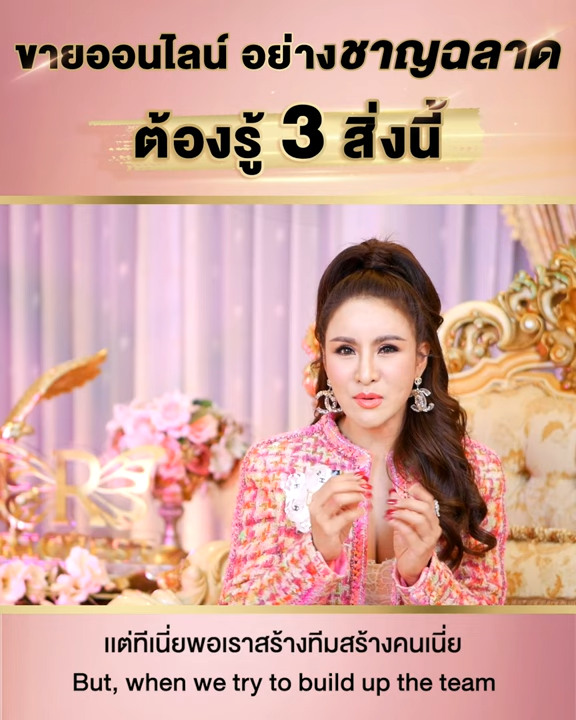 ขายออนไลน์ อย่างชาญฉลาด
ต้องรู้ 3 สิ่งนี้
แต่ทีเนี่ยพอเราสร้างทีมสร้างคนเนี่ย
But, when we try to build up the team